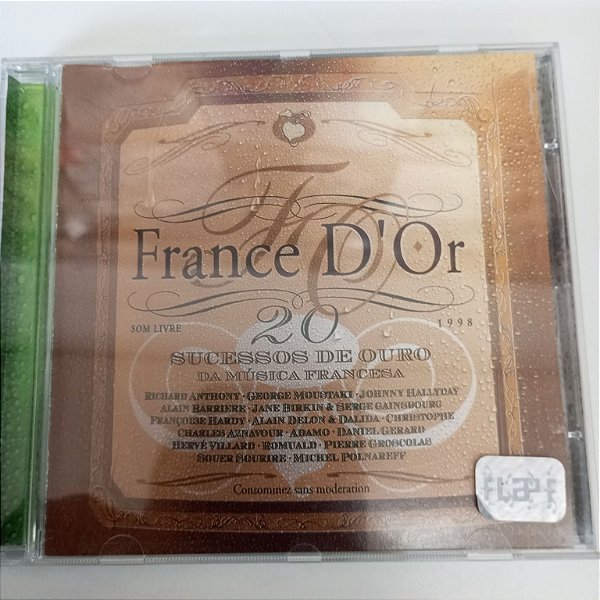 France D'Or
SOM LIVRE 20 1998
SUCESSOS DE OURO
DA MÚSICA FRANCESA
RICHARD ANTHONY · GEORGE MOUSTAKI · JOHNNY HALLYDAY
ALAIN BARRIERE · JANE BIRKIN & SERGE GAINSBOURG
FRANÇOISE HARDY · ALAIN DELON & DALIDA · CHRISTOPHE
CHARLES AZNAVOUR · ADAMO · DANIEL GERARD
HERVÉ VILLARD · ROMUALD · PIERRE GROSCOLAS
SOUER SOURIRE · MICHEL POLNAREFF
Consommez sans moderation